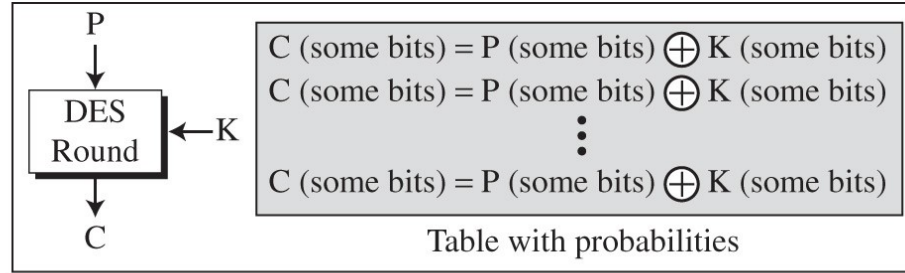 P
DES
Round
K
C
C (some bits) = P (some bits) ⊕ K (some bits)
C (some bits) = P (some bits) ⊕ K (some bits)
⋮
C (some bits) = P (some bits) ⊕ K (some bits)
Table with probabilities